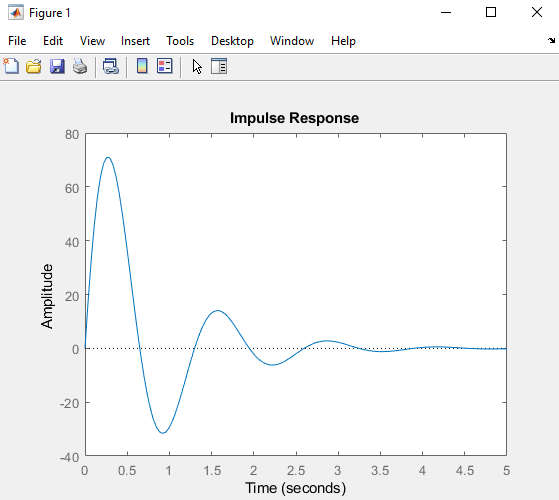 Figure 1
File Edit View Insert Tools Desktop Window Help
Impulse Response
80
60
40
20
0
-20
-40
Amplitude
0 0.5 1 1.5 2 2.5 3 3.5 4 4.5 5
Time (seconds)